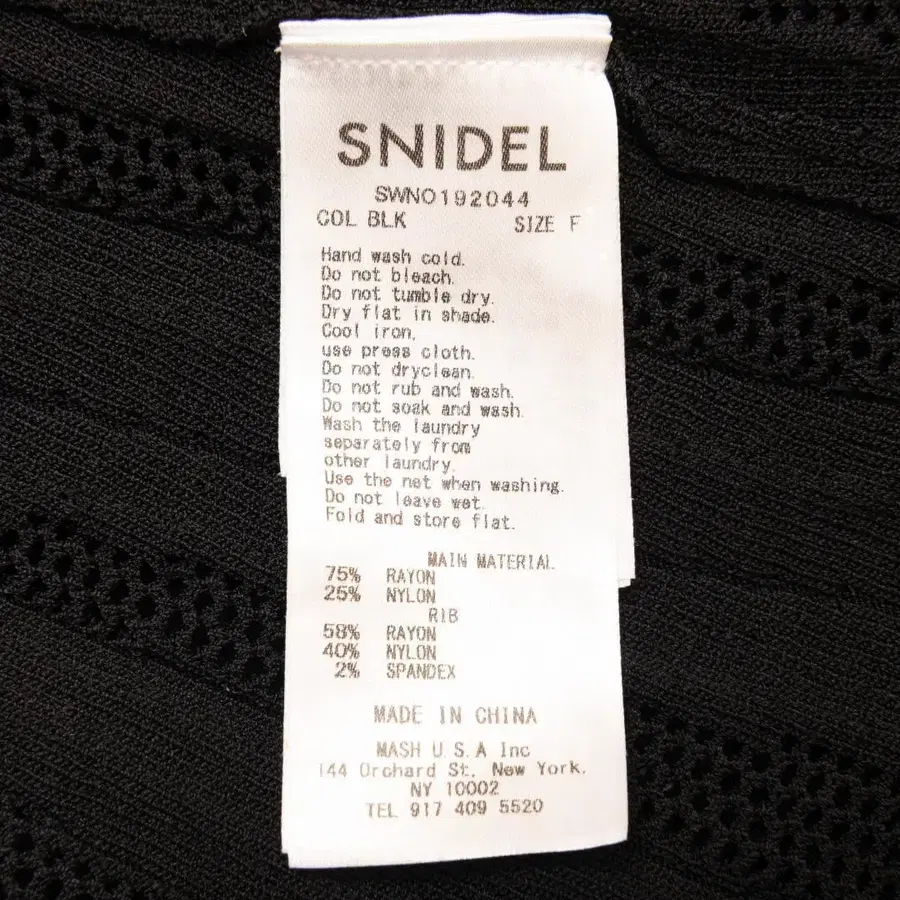 SNIDEL
SWNO192044
COL BLK SIZE F
Hand wash cold.
Do not bleach.
Do not tumble dry.
Dry flat in shade.
Cool iron,
use press cloth.
Do not dryclean.
Do not rub and wash.
Do not soak and wash.
Wash the laundry
separately from
other laundry.
Use the net when washing.
Do not leave wet.
Fold and store flat.
MAIN MATERIAL
75% RAYON
25% NYLON
RIB
58% RAYON
40% NYLON
2% SPANDEX
MADE IN CHINA
MASH U.S.A Inc
144 Orchard St, New York.
NY 10002
TEL 917 409 5520